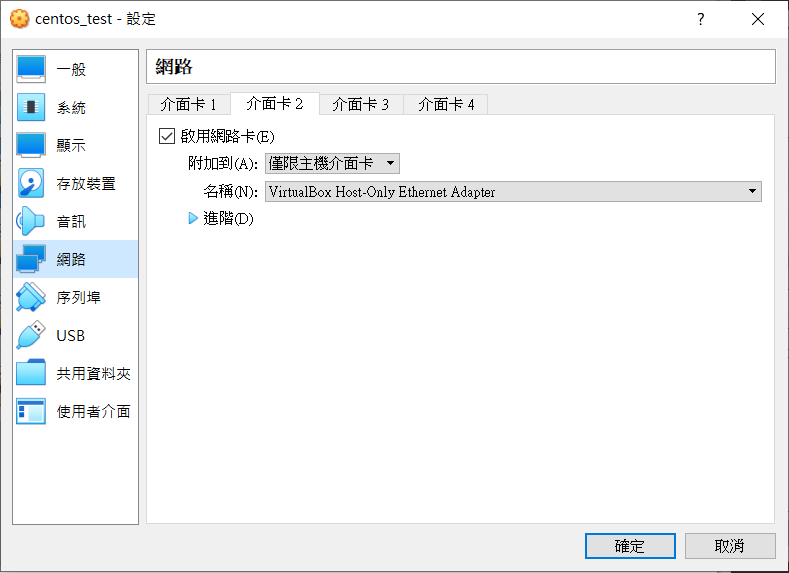 centos_test - 設定
?
一般
系統
顯示
存放裝置
音訊
網路
序列埠
USB
共用資料夾
使用者介面
網路
介面卡 1
介面卡 2
介面卡 3
介面卡 4
啟用網路卡(E)
附加到(A): 僅限主機介面卡
名稱(N): VirtualBox Host-Only Ethernet Adapter
進階(D)
確定
取消